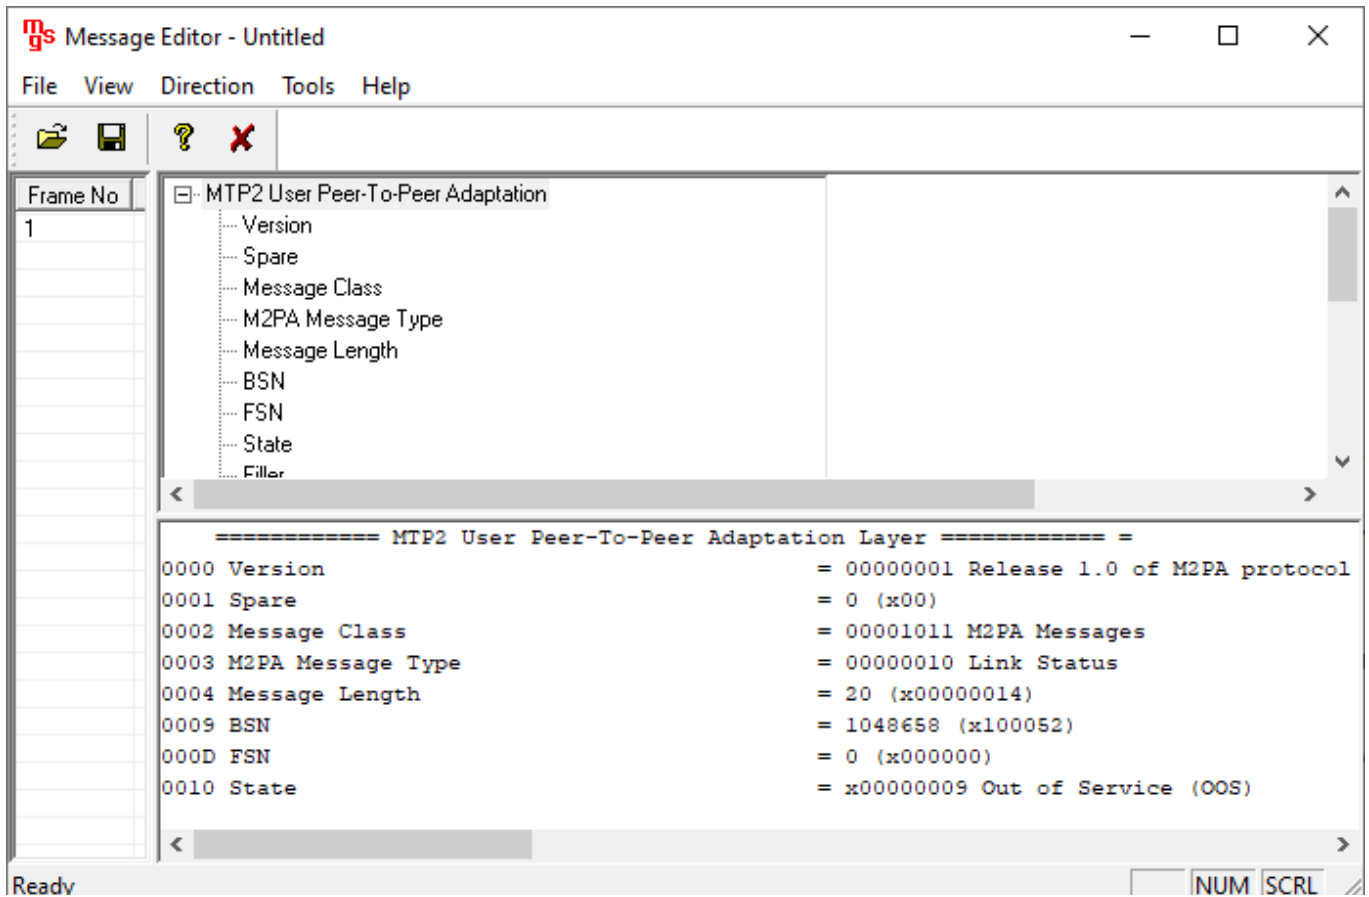 mgs Message Editor - Untitled
File View Direction Tools Help
Frame No
1
MTP2 User Peer-To-Peer Adaptation
Version
Spare
Message Class
M2PA Message Type
Message Length
BSN
FSN
State
Filler
============ MTP2 User Peer-To-Peer Adaptation Layer ============ =
0000 Version = 00000001 Release 1.0 of M2PA protocol
0001 Spare = 0 (x00)
0002 Message Class = 00001011 M2PA Messages
0003 M2PA Message Type = 00000010 Link Status
0004 Message Length = 20 (x00000014)
0009 BSN = 1048658 (x100052)
000D FSN = 0 (x000000)
0010 State = x00000009 Out of Service (OOS)
Ready NUM SCRL